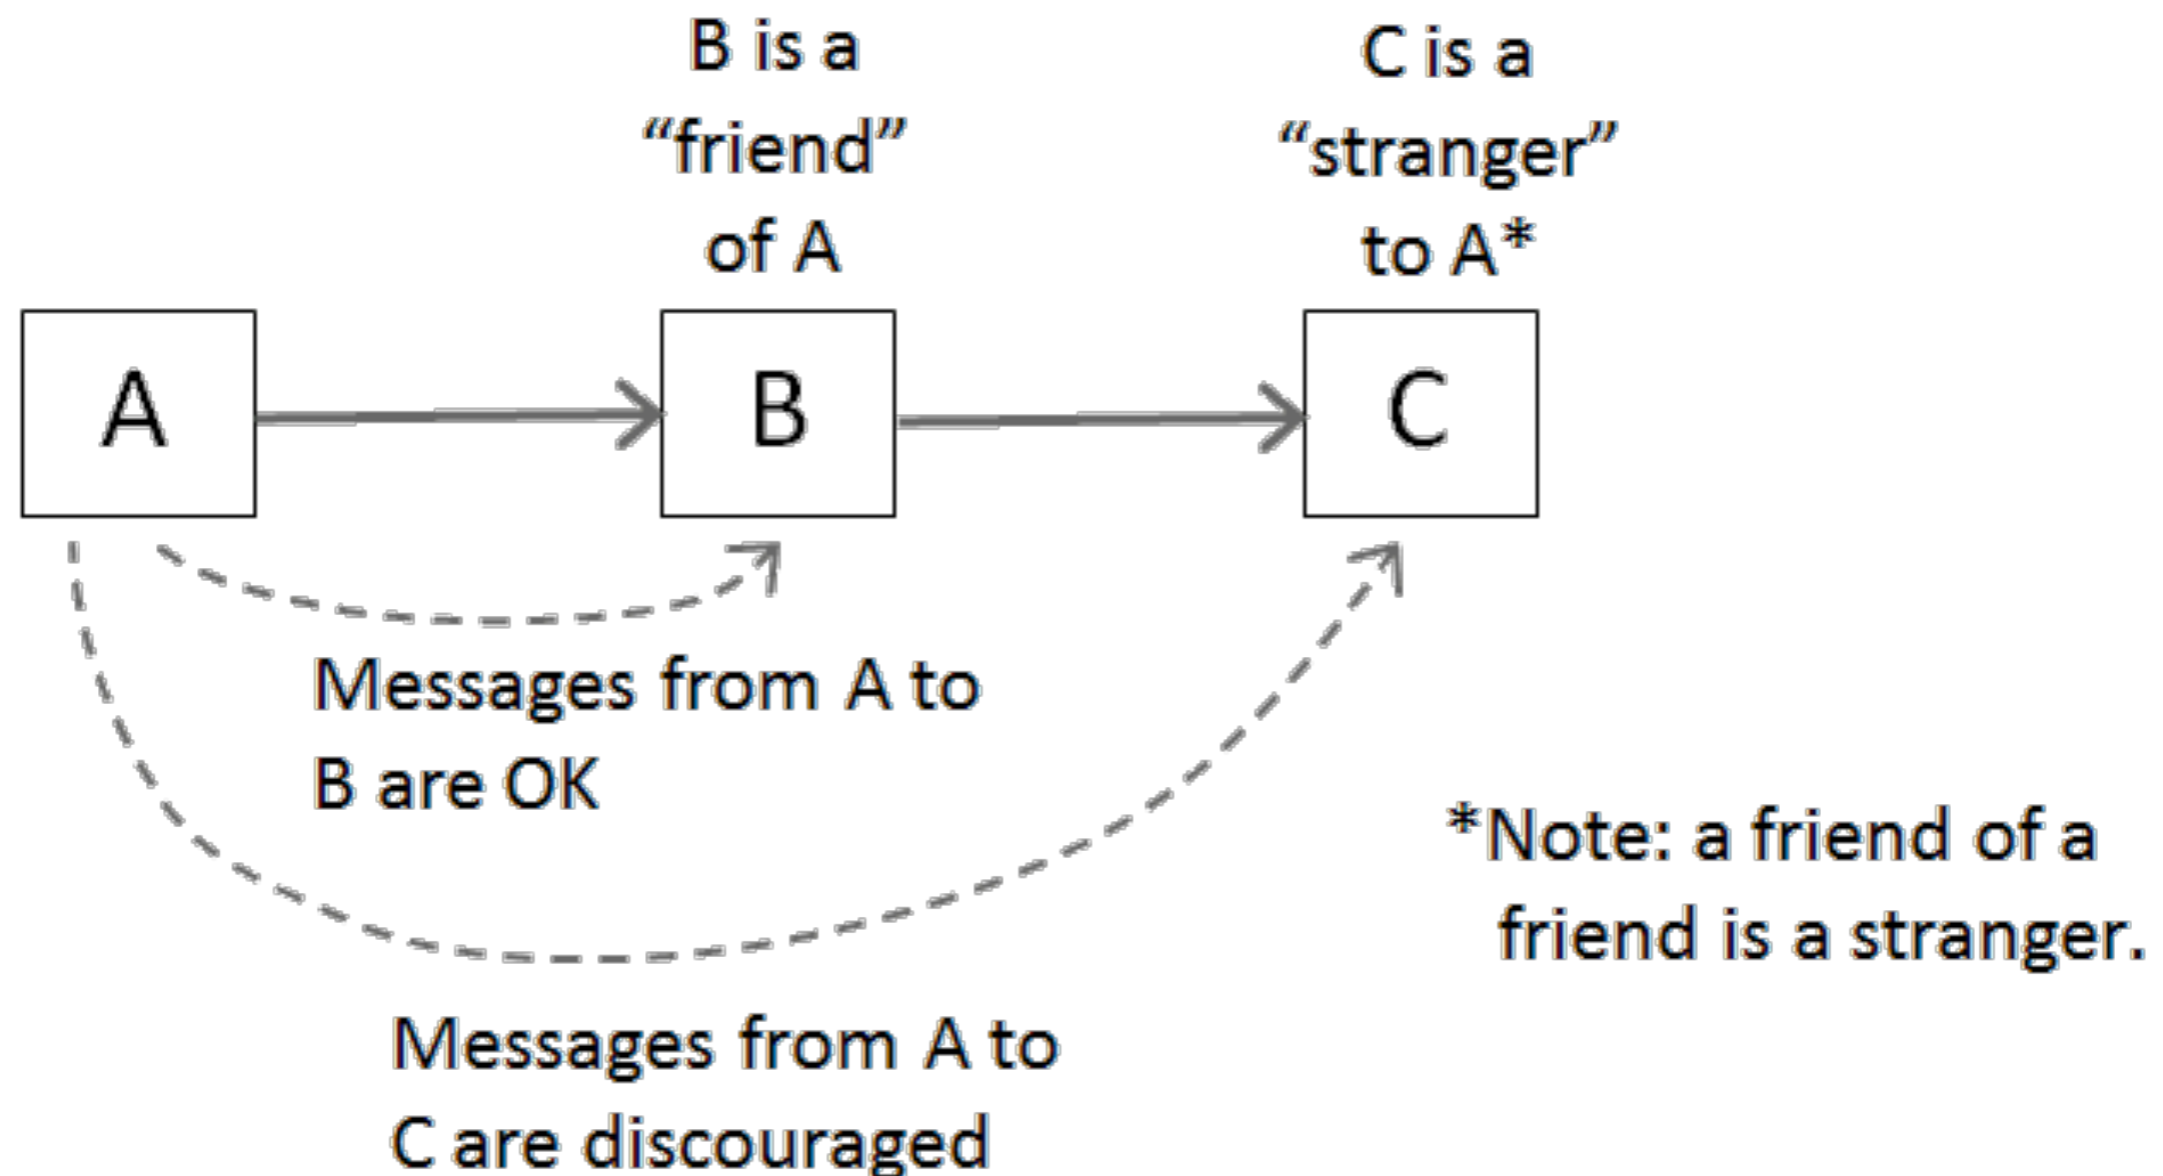 B is a
“friend”
of A
C is a
“stranger”
to A*
A
B
C
Messages from A to
B are OK
*Note: a friend of a
friend is a stranger.
Messages from A to
C are discouraged